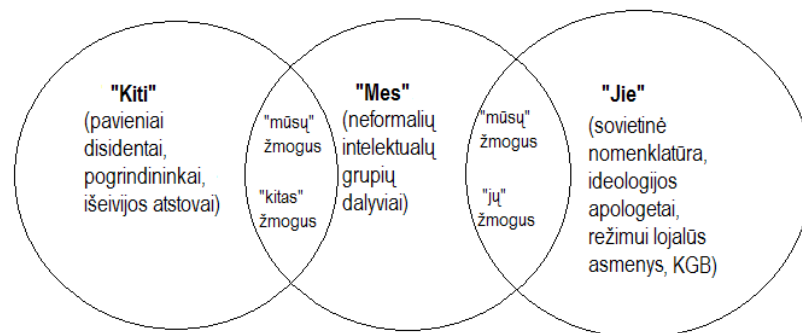 "Kiti"
(pavieniai
disidentai,
pogrindininkai,
išeivijos atstovai)
"mūsų"
žmogus
"kitas"
žmogus
"Mes"
(neformalių
intelektualų
grupių
dalyviai)
"mūsų"
žmogus
"jų"
žmogus
"Jie"
(sovietinė
nomenklatūra,
ideologijos
apologetai,
režimui lojalūs
asmenys, KGB)